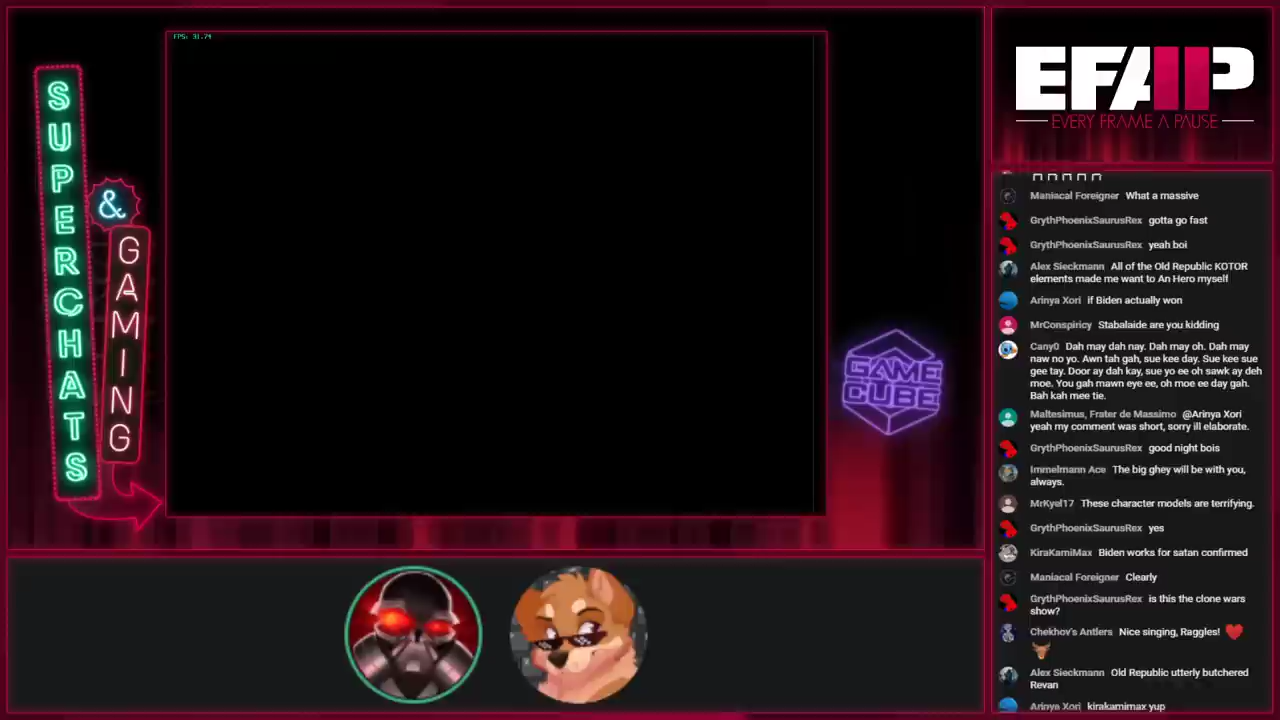 FPS: 31.74
SUPERCHATS
&
GAMING
GAME
CUBE
EFAP
EVERY FRAME A PAUSE
Maniacal Foreigner What a massive
GrythPhoenixSaurusRex gotta go fast
GrythPhoenixSaurusRex yeah boi
Alex Sieckmann All of the Old Republic KOTOR
elements made me want to An Hero myself
Arinya Xori if Biden actually won
MrConspiricy Stabalaide are you kidding
Cany0 Dah may dah nay. Dah may oh. Dah may
naw no yo. Awn tah gah, sue kee day. Sue kee sue
gee tay. Door ay dah kay, sue yo ee oh sawk ay deh
moe. You gah mawn eye ee, oh moe ee day gah.
Bah kah mee tie.
Maltesimus, Frater de Massimo @Arinya Xori
yeah my comment was short, sorry ill elaborate.
GrythPhoenixSaurusRex good night bois
Immelmann Ace The big ghey will be with you,
always.
MrKyel17 These character models are terrifying.
GrythPhoenixSaurusRex yes
KiraKamiMax Biden works for satan confirmed
Maniacal Foreigner Clearly
GrythPhoenixSaurusRex is this the clone wars
show?
Chekhov's Antlers Nice singing, Raggles!
Alex Sieckmann Old Republic utterly butchered
Revan
Arinya Xori kirakamimax yup